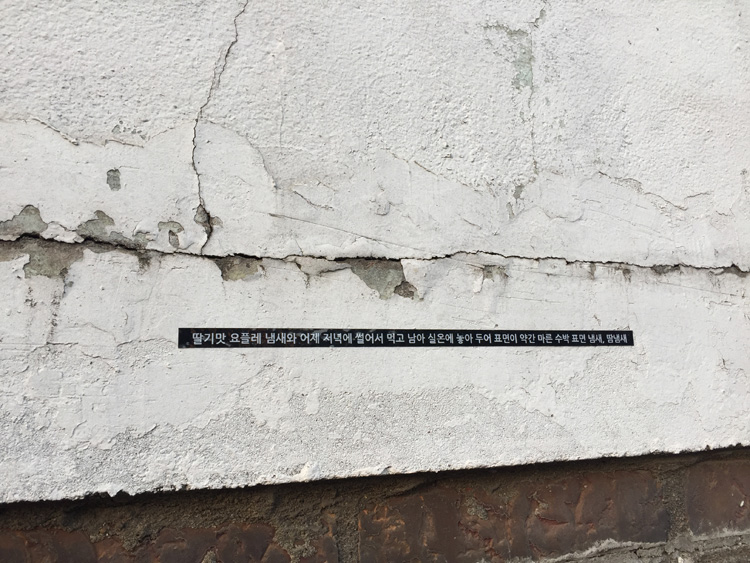 딸기맛 요플레 냄새와 어제 저녁에 썰어서 먹고 남아 실온에 놓아 두어 표면이 약간 마른 수박 표면 냄새, 땀냄새